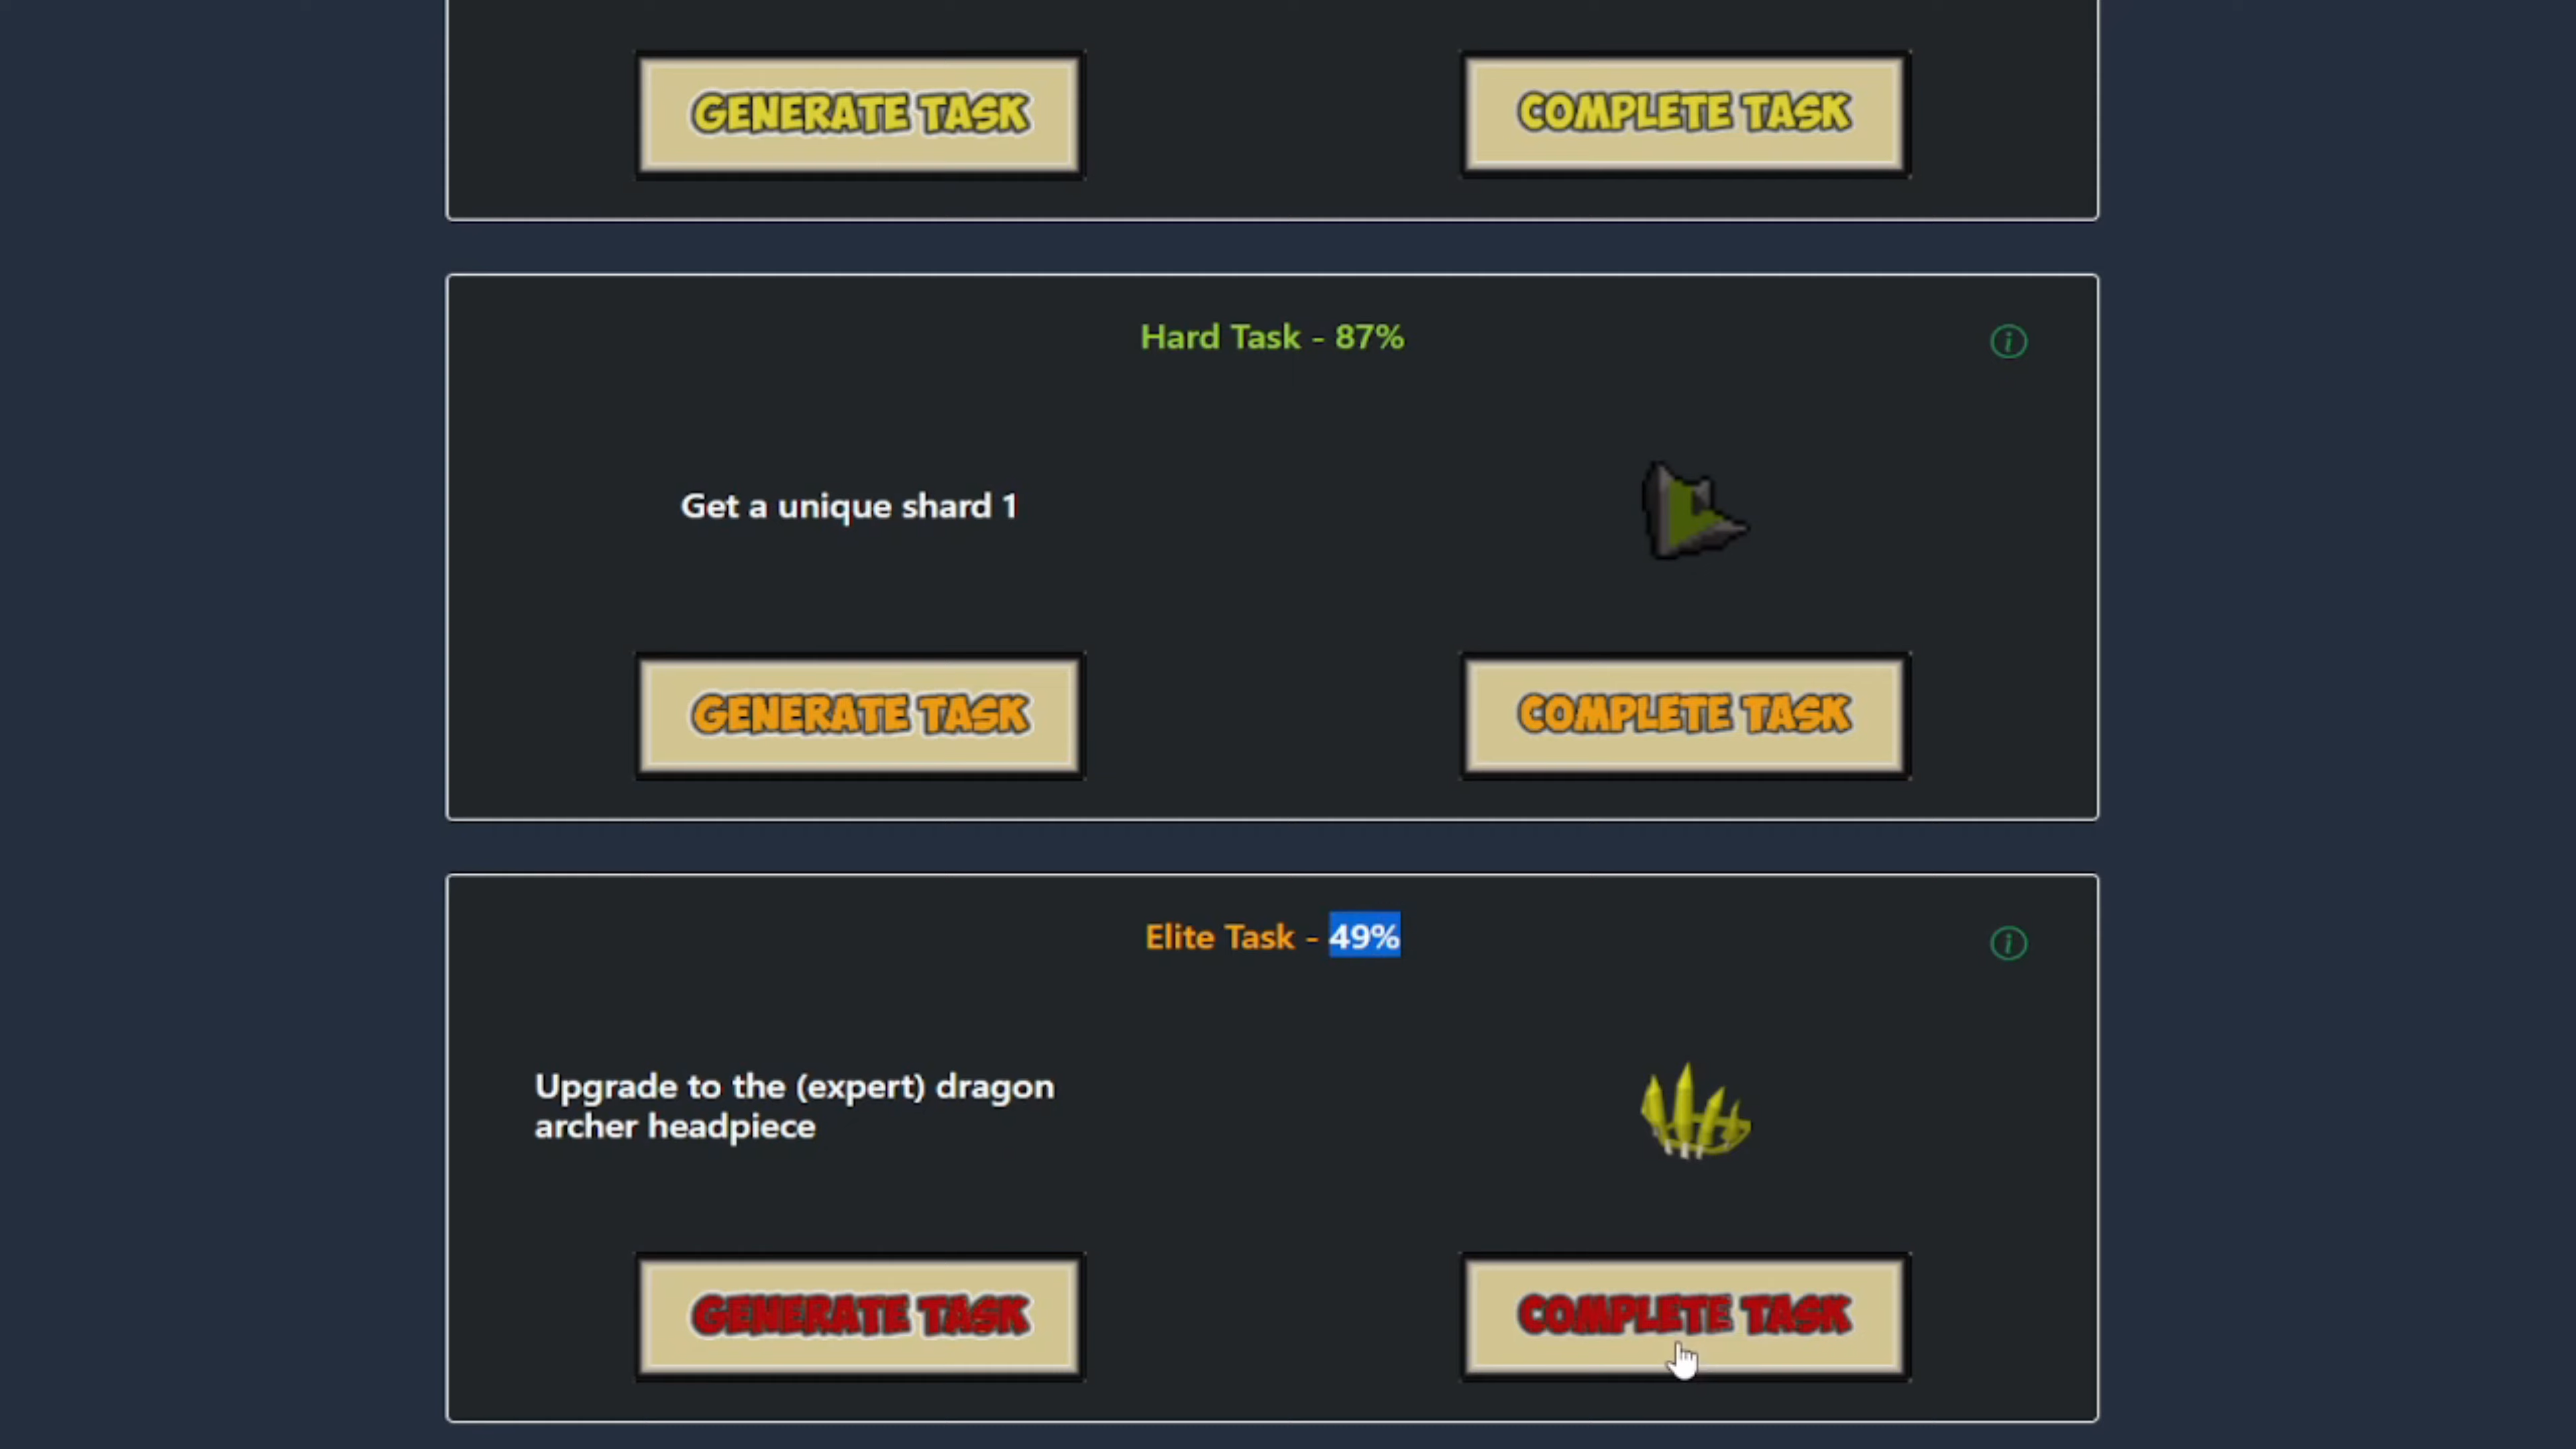 GENERATE TASK
COMPLETE TASK
Hard Task - 87%
Get a unique shard 1
GENERATE TASK
COMPLETE TASK
Elite Task - 49%
Upgrade to the (expert) dragon
archer headpiece
GENERATE TASK
COMPLETE TASK